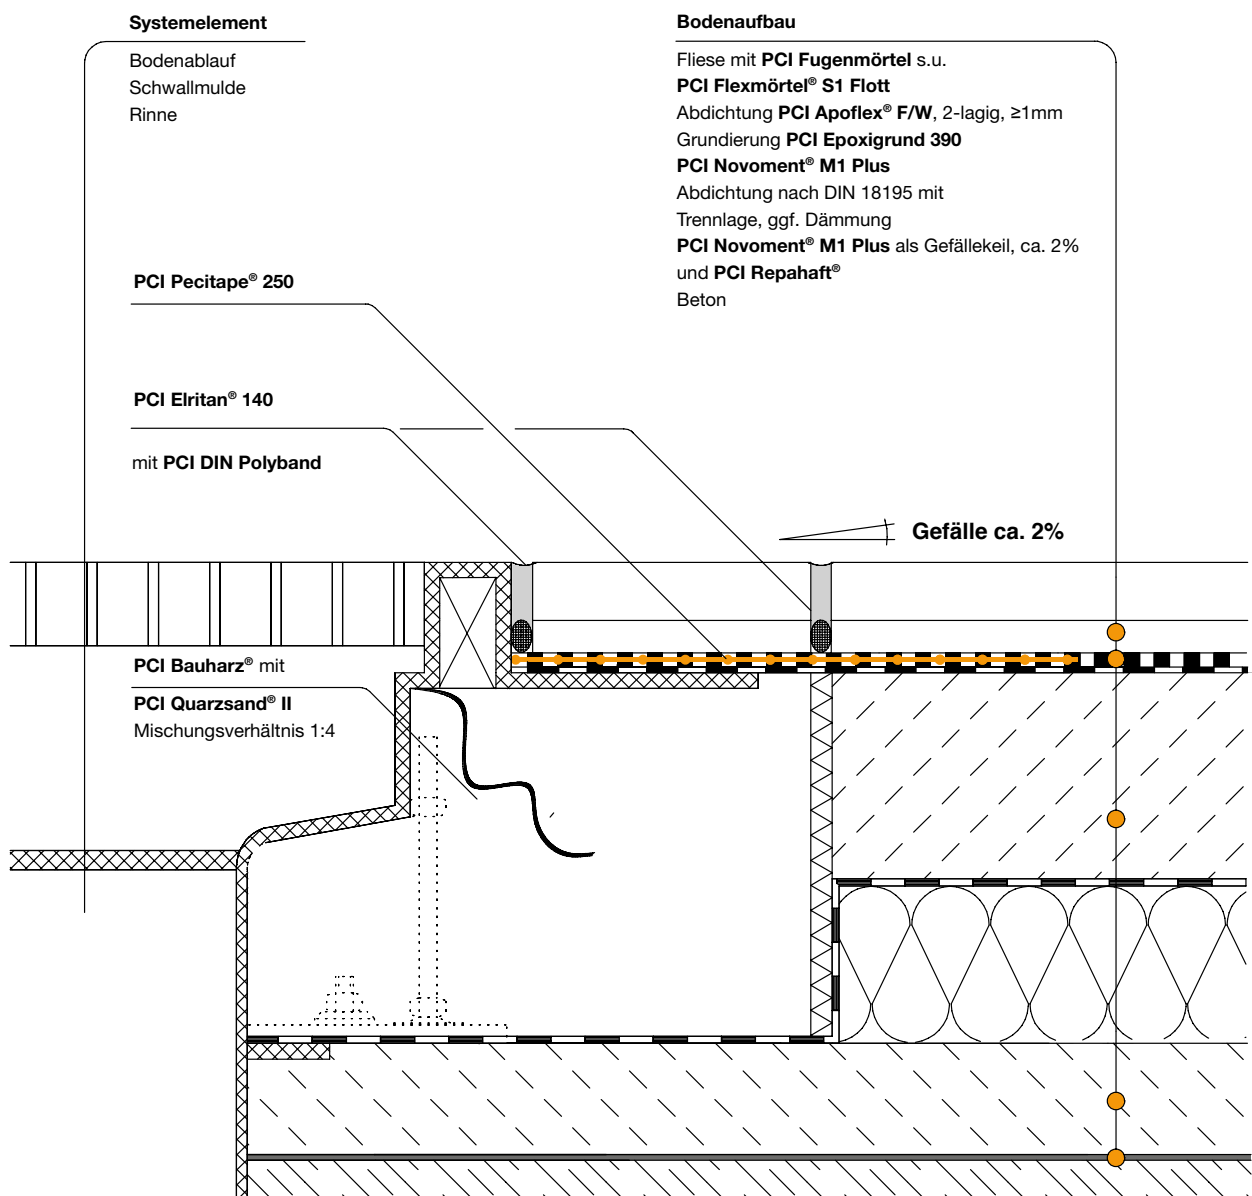 Systemelement
Bodenablauf
Schwallmulde
Rinne
Bodenaufbau
Fliese mit PCI Fugenmörtel s.u.
PCI Flexmörtel® S1 Flott
Abdichtung PCI Apoflex® F/W, 2-lagig, ≥1mm
Grundierung PCI Epoxigrund 390
PCI Novoment® M1 Plus
Abdichtung nach DIN 18195 mit
Trennlage, ggf. Dämmung
PCI Novoment® M1 Plus als Gefällekeil, ca. 2%
und PCI Repahaft®
Beton
PCI Pecitape® 250
PCI Elritan® 140
mit PCI DIN Polyband
Gefälle ca. 2%
PCI Bauharz® mit
PCI Quarzsand® II
Mischungsverhältnis 1:4